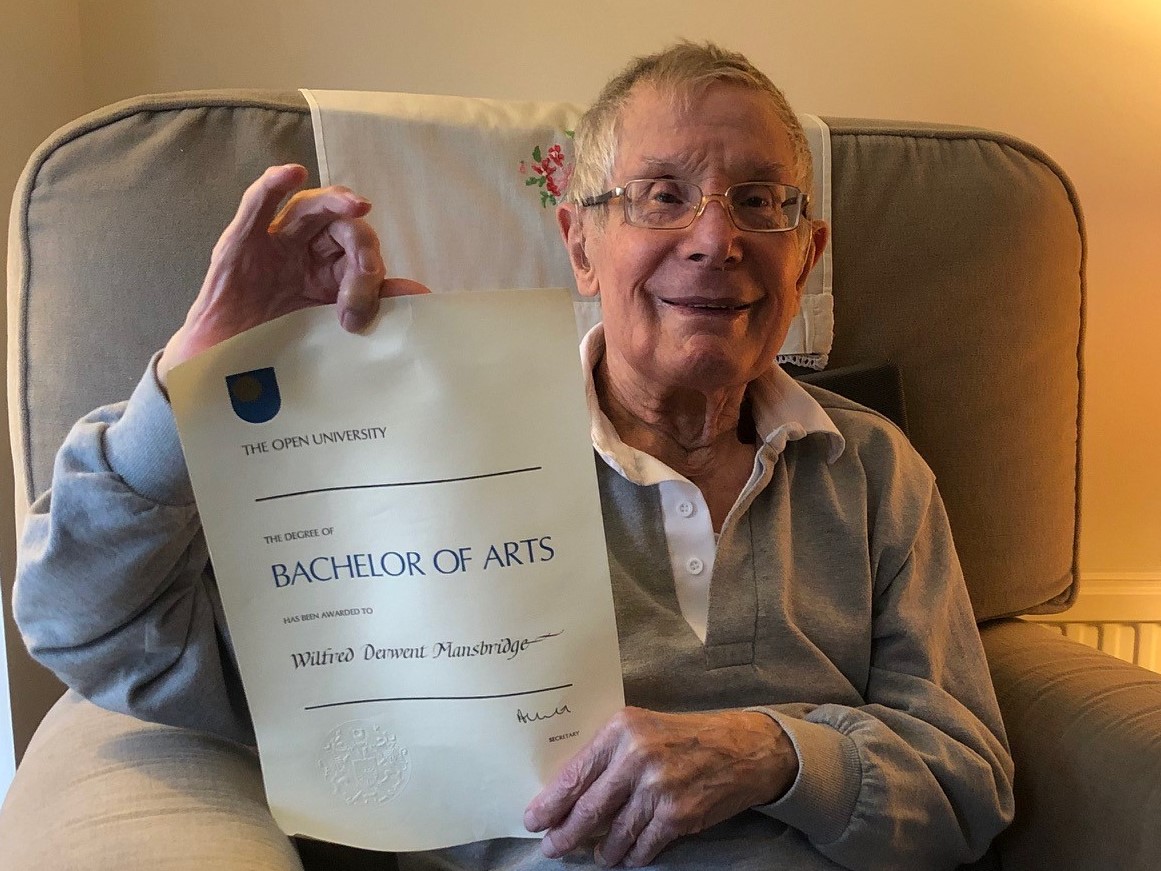 THE OPEN UNIVERSITY
THE DEGREE OF
BACHELOR OF ARTS
HAS BEEN AWARDED TO
Wilfred Derwent Mansbridge
SECRETARY